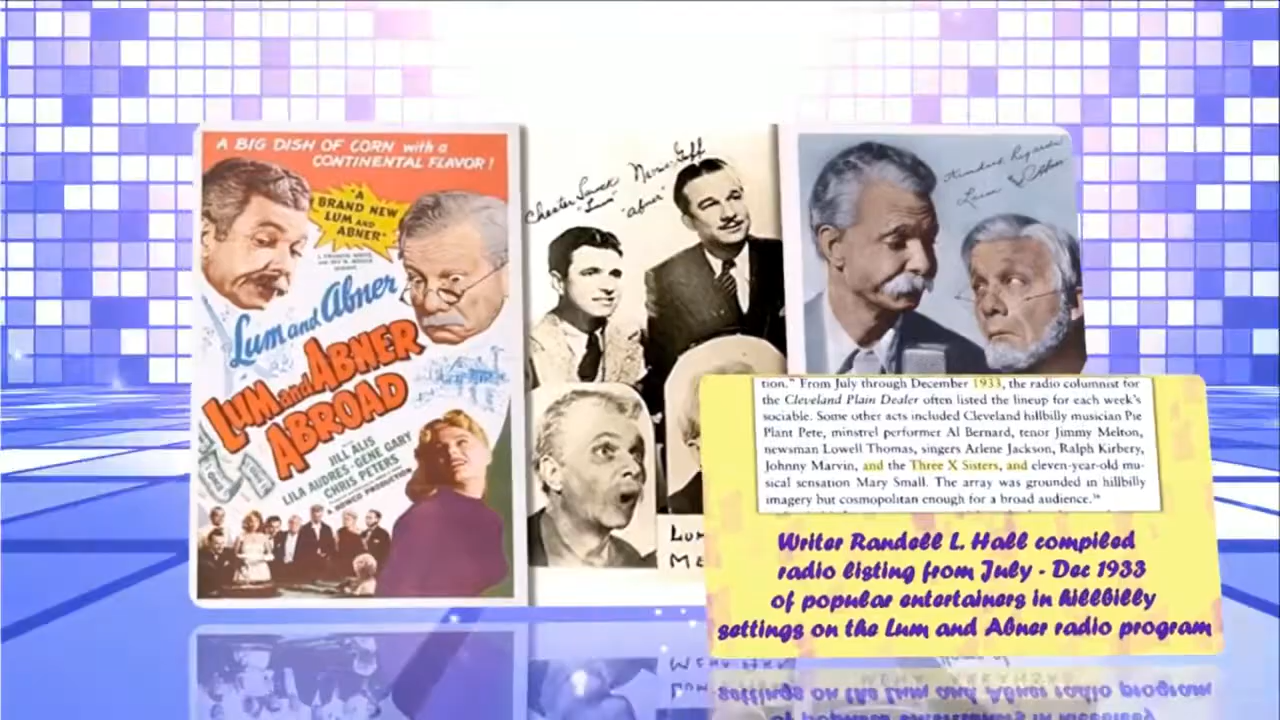 A BIG DISH OF CORN with a
CONTINENTAL FLAVOR!
"A
BRAND NEW
LUM AND
ABNER"
Lum and Abner
LUM and ABNER
ABROAD
JILL ALIS
LILA AUDRES · GENE GARY
CHRIS PETERS
A HOWCO PRODUCTION
Chester Lauck Norris Goff
"Lum" "Abner"
Kindest Regards
Lum & Abner
LUM
ME
tion." From July through December 1933, the radio columnist for
the Cleveland Plain Dealer often listed the lineup for each week's
sociable. Some other acts included Cleveland hillbilly musician Pie
Plant Pete, minstrel performer Al Bernard, tenor Jimmy Melton,
newsman Lowell Thomas, singers Arlene Jackson, Ralph Kirbery,
Johnny Marvin, and the Three X Sisters, and eleven-year-old mu-
sical sensation Mary Small. The array was grounded in hillbilly
imagery but cosmopolitan enough for a broad audience."
Writer Randell L. Hall compiled
radio listing from July - Dec 1933
of popular entertainers in hillbilly
settings on the Lum and Abner radio program